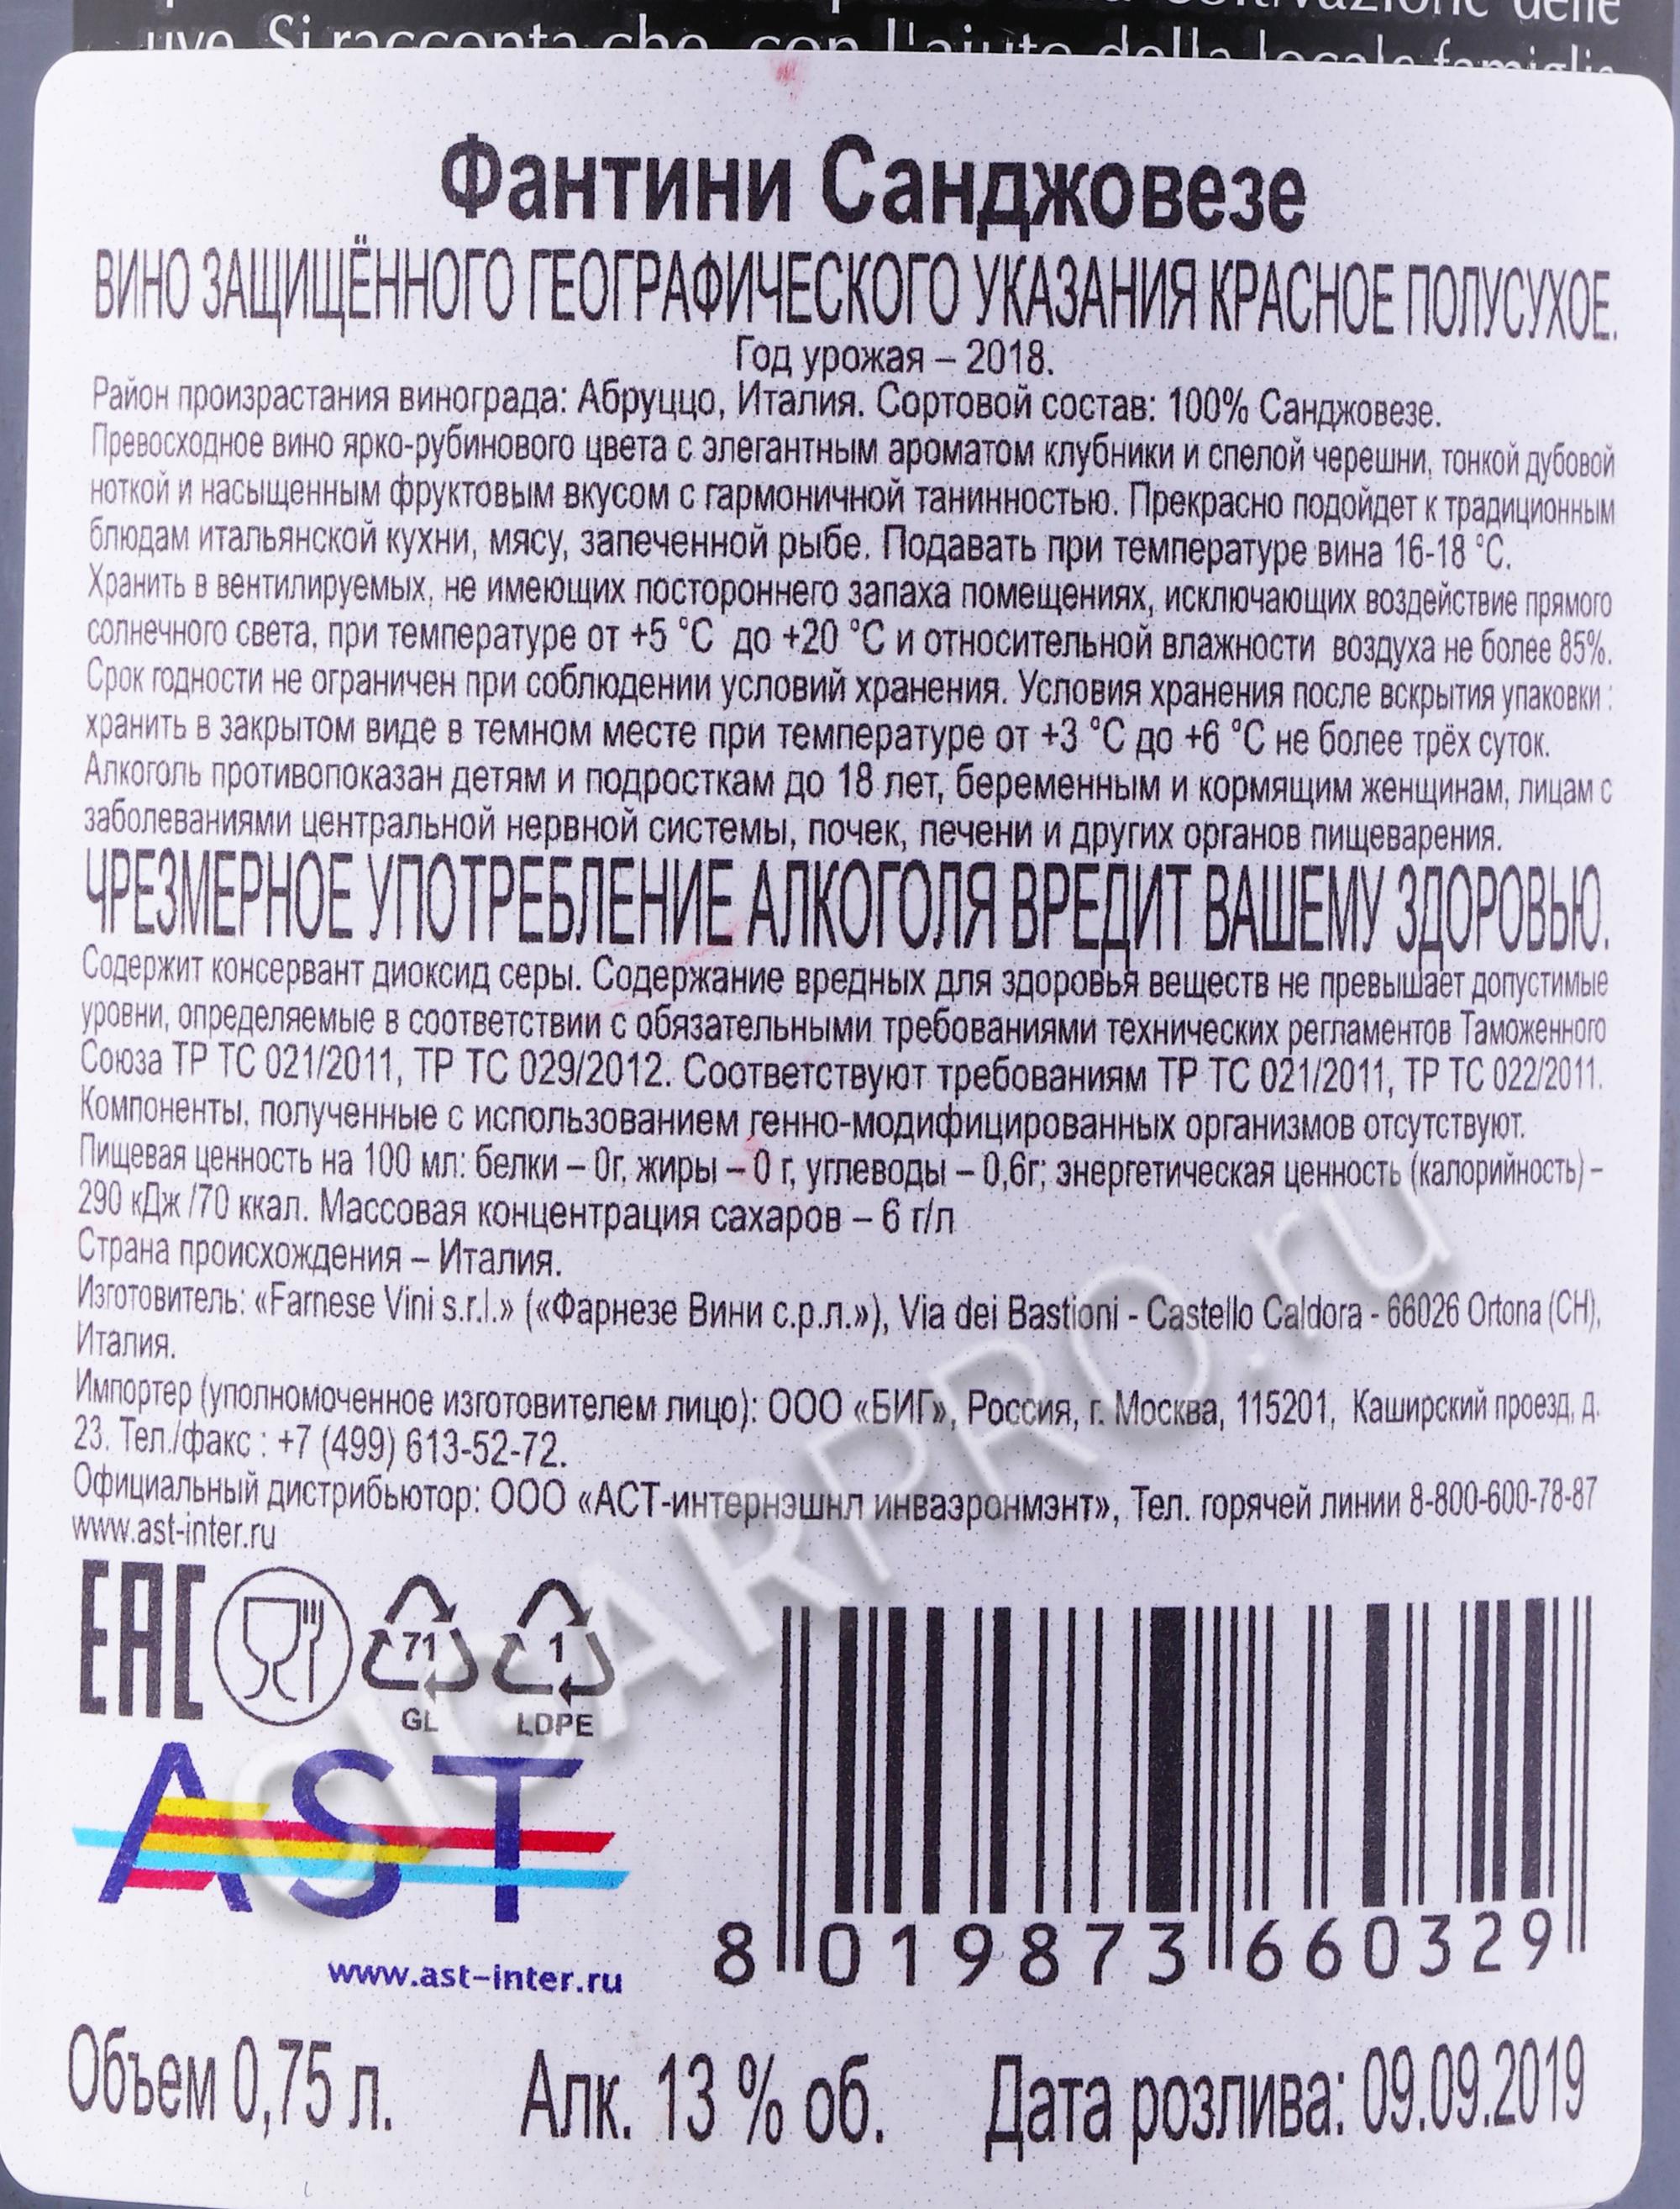 uve. Si racconta che, con l'aiuto della locale famiglia
Фантини Санджовезе
ВИНО ЗАЩИЩЁННОГО ГЕОГРАФИЧЕСКОГО УКАЗАНИЯ КРАСНОЕ ПОЛУСУХОЕ.
Год урожая – 2018.
Район произрастания винограда: Абруццо, Италия. Сортовой состав: 100% Санджовезе.
Превосходное вино ярко-рубинового цвета с элегантным ароматом клубники и спелой черешни, тонкой дубовой
ноткой и насыщенным фруктовым вкусом с гармоничной танинностью. Прекрасно подойдет к традиционным
блюдам итальянской кухни, мясу, запеченной рыбе. Подавать при температуре вина 16-18 °C.
Хранить в вентилируемых, не имеющих постороннего запаха помещениях, исключающих воздействие прямого
солнечного света, при температуре от +5 °C до +20 °C и относительной влажности воздуха не более 85%.
Срок годности не ограничен при соблюдении условий хранения. Условия хранения после вскрытия упаковки :
хранить в закрытом виде в темном месте при температуре от +3 °C до +6 °C не более трёх суток.
Алкоголь противопоказан детям и подросткам до 18 лет, беременным и кормящим женщинам, лицам с
заболеваниями центральной нервной системы, почек, печени и других органов пищеварения.
ЧРЕЗМЕРНОЕ УПОТРЕБЛЕНИЕ АЛКОГОЛЯ ВРЕДИТ ВАШЕМУ ЗДОРОВЬЮ.
Содержит консервант диоксид серы. Содержание вредных для здоровья веществ не превышает допустимые
уровни, определяемые в соответствии с обязательными требованиями технических регламентов Таможенного
Союза ТР ТС 021/2011, ТР ТС 029/2012. Соответствуют требованиям ТР ТС 021/2011, ТР ТС 022/2011.
Компоненты, полученные с использованием генно-модифицированных организмов отсутствуют.
Пищевая ценность на 100 мл: белки – 0г, жиры – 0 г, углеводы – 0,6г; энергетическая ценность (калорийность) –
290 кДж /70 ккал. Массовая концентрация сахаров – 6 г/л
Страна происхождения – Италия.
Изготовитель: «Farnese Vini s.r.l.» («Фарнезе Вини с.р.л.»), Via dei Bastioni - Castello Caldora - 66026 Ortona (CH),
Италия.
Импортер (уполномоченное изготовителем лицо): ООО «БИГ», Россия, г. Москва, 115201, Каширский проезд, д.
23. Тел./факс : +7 (499) 613-52-72.
Официальный дистрибьютор: ООО «АСТ-интернэшнл инваэронмэнт», Тел. горячей линии 8-800-600-78-87
www.ast-inter.ru
EAC
71
GL
1
LDPE
CIGARPRO.ru
AST
www.ast-inter.ru
8 019873 660329
Объем 0,75 л. Алк. 13 % об. Дата розлива: 09.09.2019